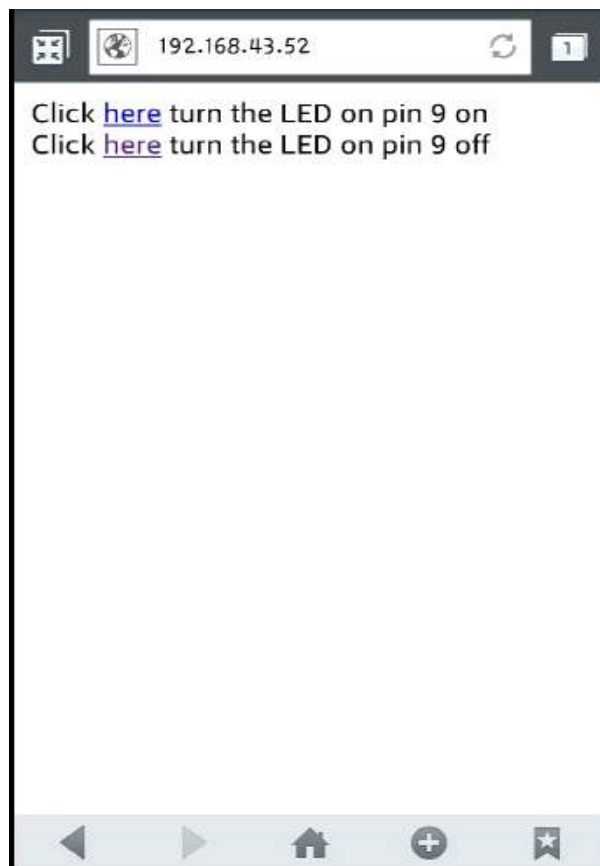 192.168.43.52
1
Click here turn the LED on pin 9 on
Click here turn the LED on pin 9 off